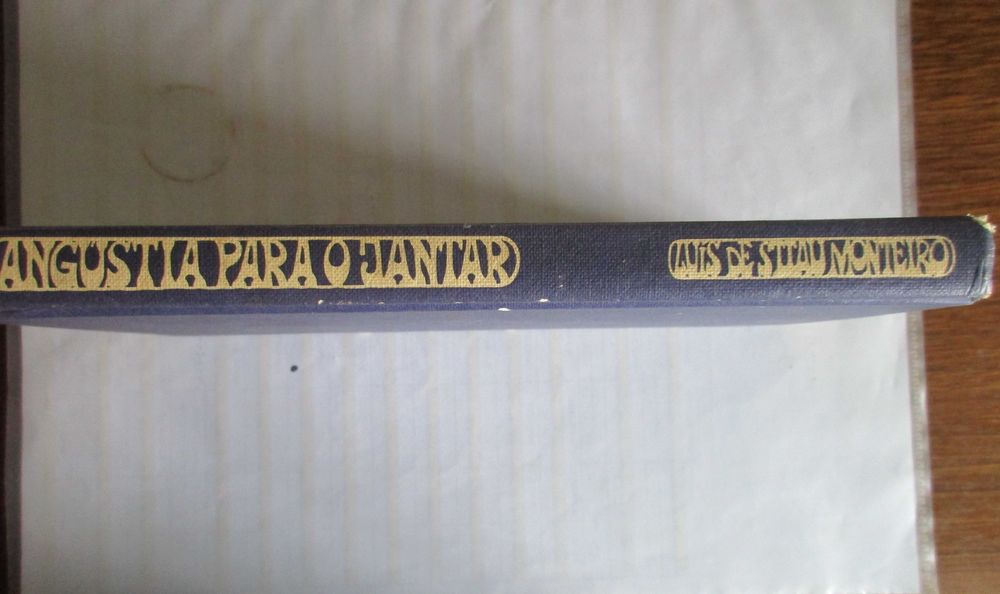 ANGÚSTIA PARA O JANTAR
LUÍS DE STTAU MONTEIRO